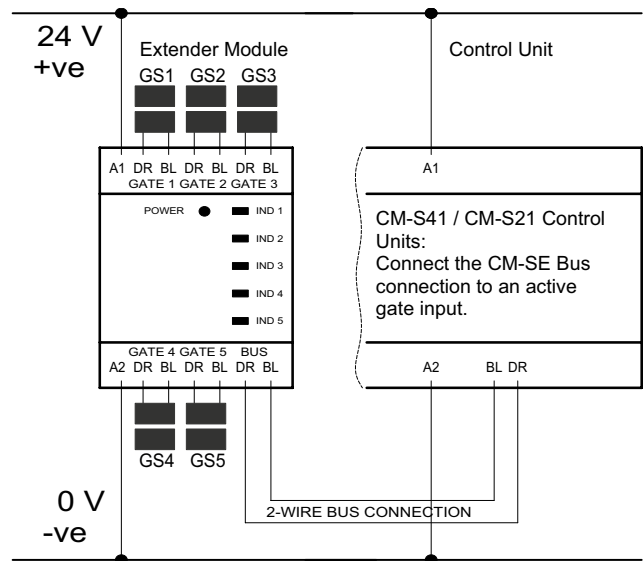 24 V
+ve
Extender Module
Control Unit
GS1 GS2 GS3
A1 DR BL DR BL DR BL
GATE 1 GATE 2 GATE 3
A1
POWER
IND 1
IND 2
IND 3
IND 4
IND 5
CM-S41 / CM-S21 Control
Units:
Connect the CM-SE Bus
connection to an active
gate input.
GATE 4 GATE 5 BUS
A2 DR BL DR BL DR BL
A2
BL DR
GS4 GS5
0 V
-ve
2-WIRE BUS CONNECTION